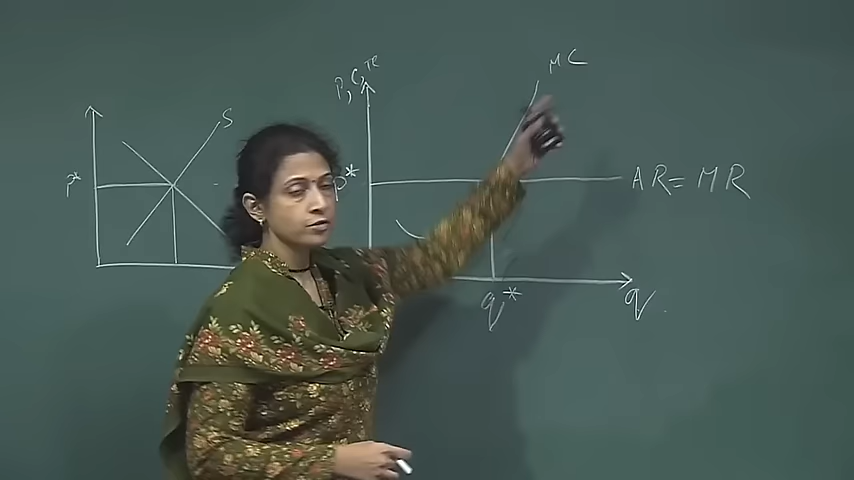 S
P*
P, C, TR
MC
P*
AR = MR
q*
q